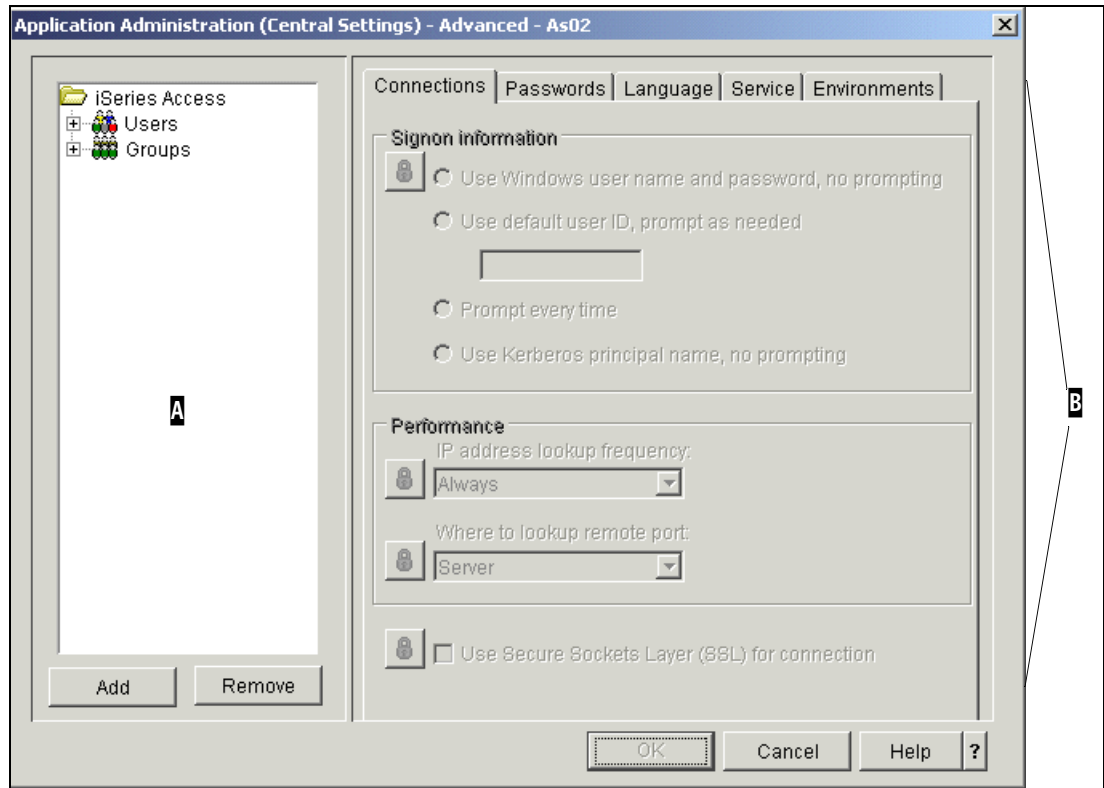 Application Administration (Central Settings) - Advanced - As02
iSeries Access
Users
Groups
A
Add
Remove
Connections Passwords Language Service Environments
Signon information
Use Windows user name and password, no prompting
Use default user ID, prompt as needed
Prompt every time
Use Kerberos principal name, no prompting
Performance
IP address lookup frequency:
Always
Where to lookup remote port:
Server
Use Secure Sockets Layer (SSL) for connection
B
OK Cancel Help ?